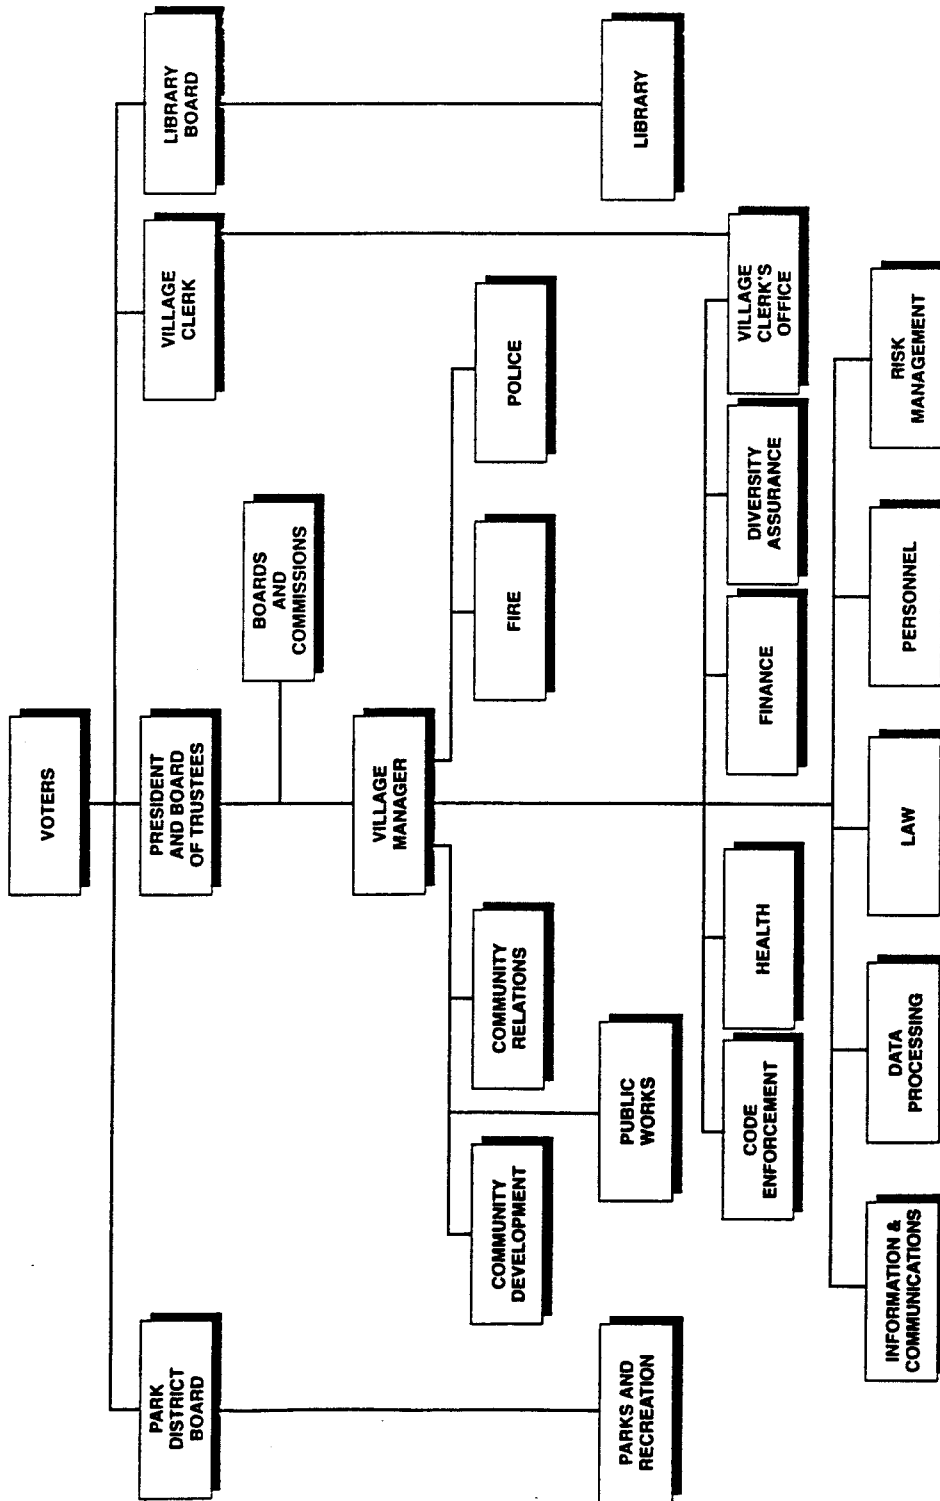 VOTERS
PARK
DISTRICT
BOARD
PRESIDENT
AND BOARD
OF TRUSTEES
VILLAGE
CLERK
LIBRARY
BOARD
BOARDS
AND
COMMISSIONS
VILLAGE
MANAGER
COMMUNITY
DEVELOPMENT
COMMUNITY
RELATIONS
FIRE
POLICE
PARKS AND
RECREATION
PUBLIC
WORKS
LIBRARY
CODE
ENFORCEMENT
HEALTH
FINANCE
DIVERSITY
ASSURANCE
VILLAGE
CLERK'S
OFFICE
INFORMATION &
COMMUNICATIONS
DATA
PROCESSING
LAW
PERSONNEL
RISK
MANAGEMENT